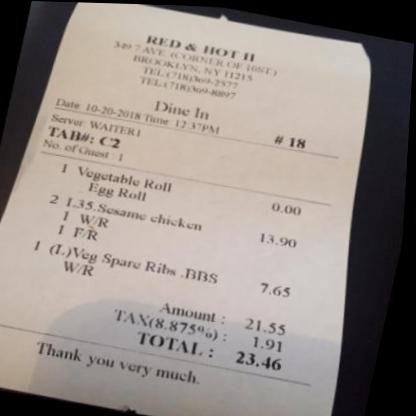 RED & HOT II
349 7 AVE. (CORNER OF 10ST.)
BROOKLYN, NY 11215
TEL:(718)369-2577
TEL:(718)369-8897
Dine In
Date: 10-20-2018 Time: 12:37PM
# 18
Server: WAITER1
TAB#: C2
No. of Guest : 1
1 Vegetable Roll
Egg Roll 0.00
2 L35.Sesame chicken 13.90
1 W/R
1 F/R
1 (L)Veg Spare Ribs .BBS 7.65
W/R
Amount : 21.55
TAX(8.875%) : 1.91
TOTAL : 23.46
Thank you very much.